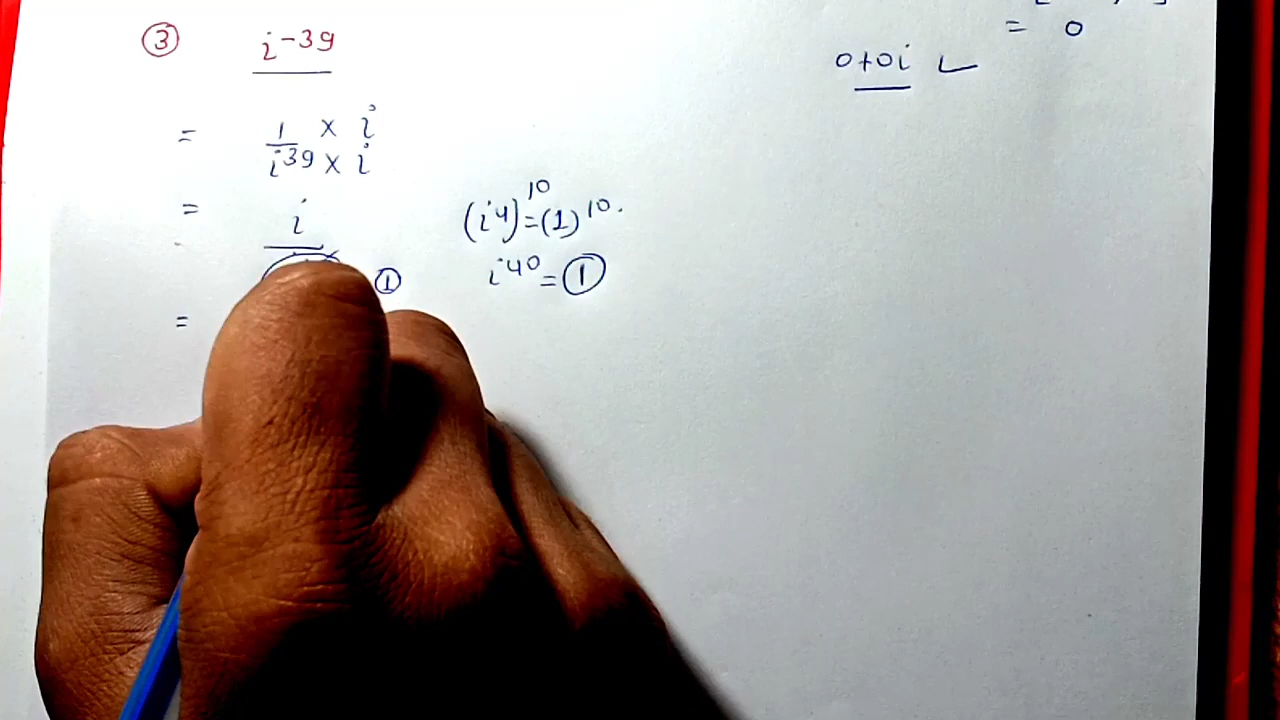 ③ i⁻³⁹
= 1 × i
i³⁹ × i
= i
①
=
(i⁴)¹⁰ = (1)¹⁰.
i⁴⁰ = ①
= 0
0+0i ✓